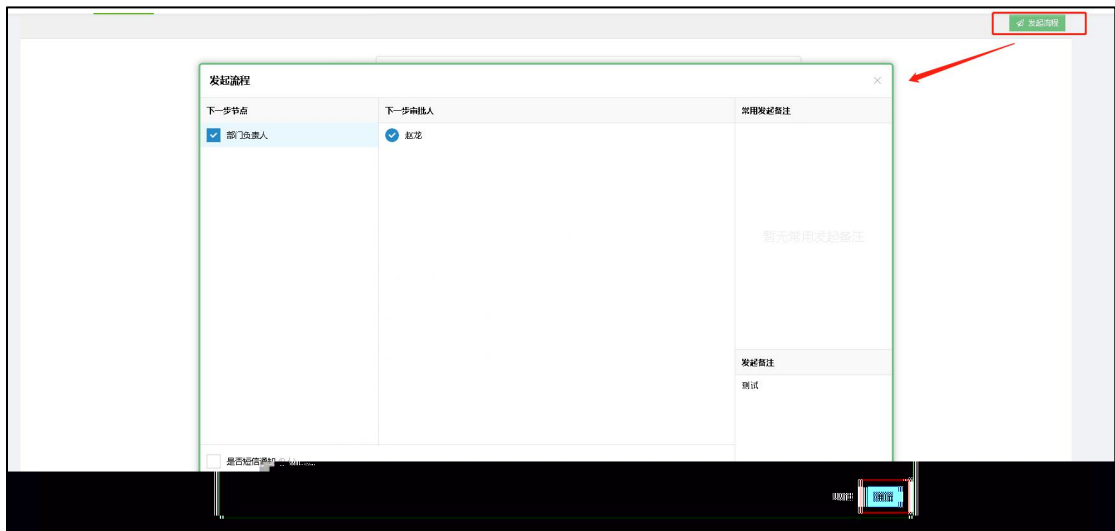 发起流程
发起流程
下一步节点
下一步审批人
常用发起备注
部门负责人
赵龙
暂无常用发起备注
发起备注
测试
是否短信通知